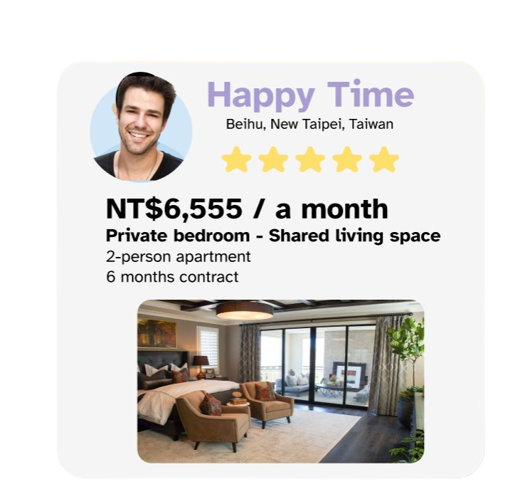 Happy Time
Beihu, New Taipei, Taiwan
NT$6,555 / a month
Private bedroom - Shared living space
2-person apartment
6 months contract